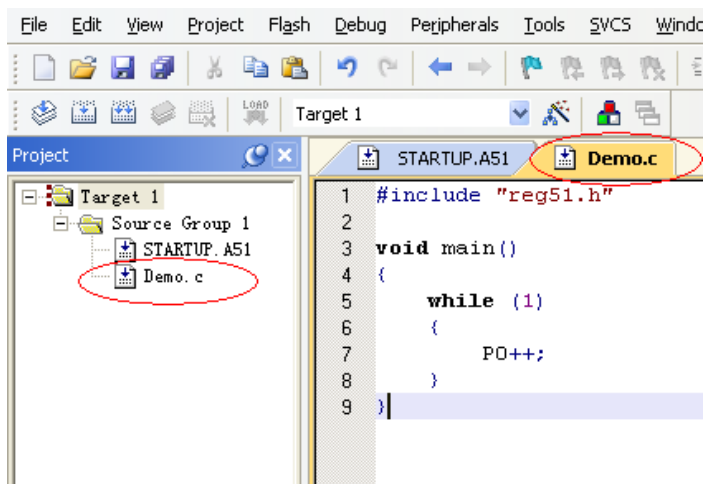 File Edit View Project Flash Debug Peripherals Tools SVCS Windo
LOAD Target 1
Project
STARTUP.A51 Demo.c
Target 1
Source Group 1
STARTUP.A51
Demo.c
1 #include "reg51.h"
2
3 void main()
4 {
5 while (1)
6 {
7 P0++;
8 }
9 }